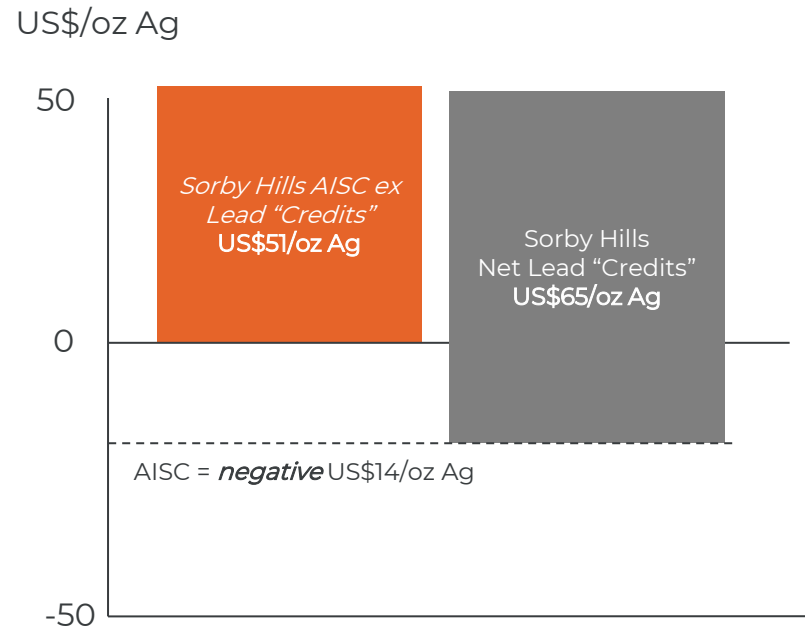 US$/oz Ag
50
Sorby Hills AISC ex
Lead “Credits”
US$51/oz Ag
Sorby Hills
Net Lead “Credits”
US$65/oz Ag
0
AISC = negative US$14/oz Ag
-50